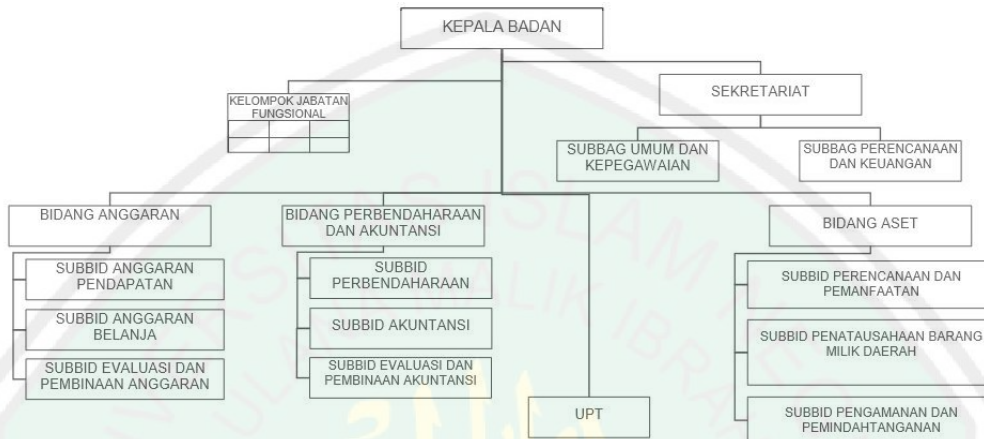 KEPALA BADAN
SEKRETARIAT
KELOMPOK JABATAN
FUNGSIONAL
SUBBAG UMUM DAN
KEPEGAWAIAN
SUBBAG PERENCANAAN
DAN KEUANGAN
BIDANG ANGGARAN
SUBBID ANGGARAN
PENDAPATAN
SUBBID ANGGARAN
BELANJA
SUBBID EVALUASI DAN
PEMBINAAN ANGGARAN
BIDANG PERBENDAHARAAN
DAN AKUNTANSI
SUBBID
PERBENDAHARAAN
SUBBID AKUNTANSI
SUBBID EVALUASI DAN
PEMBINAAN AKUNTANSI
UPT
BIDANG ASET
SUBBID PERENCANAAN DAN
PEMANFAATAN
SUBBID PENATAUSAHAAN BARANG
MILIK DAERAH
SUBBID PENGAMANAN DAN
PEMINDAHTANGANAN